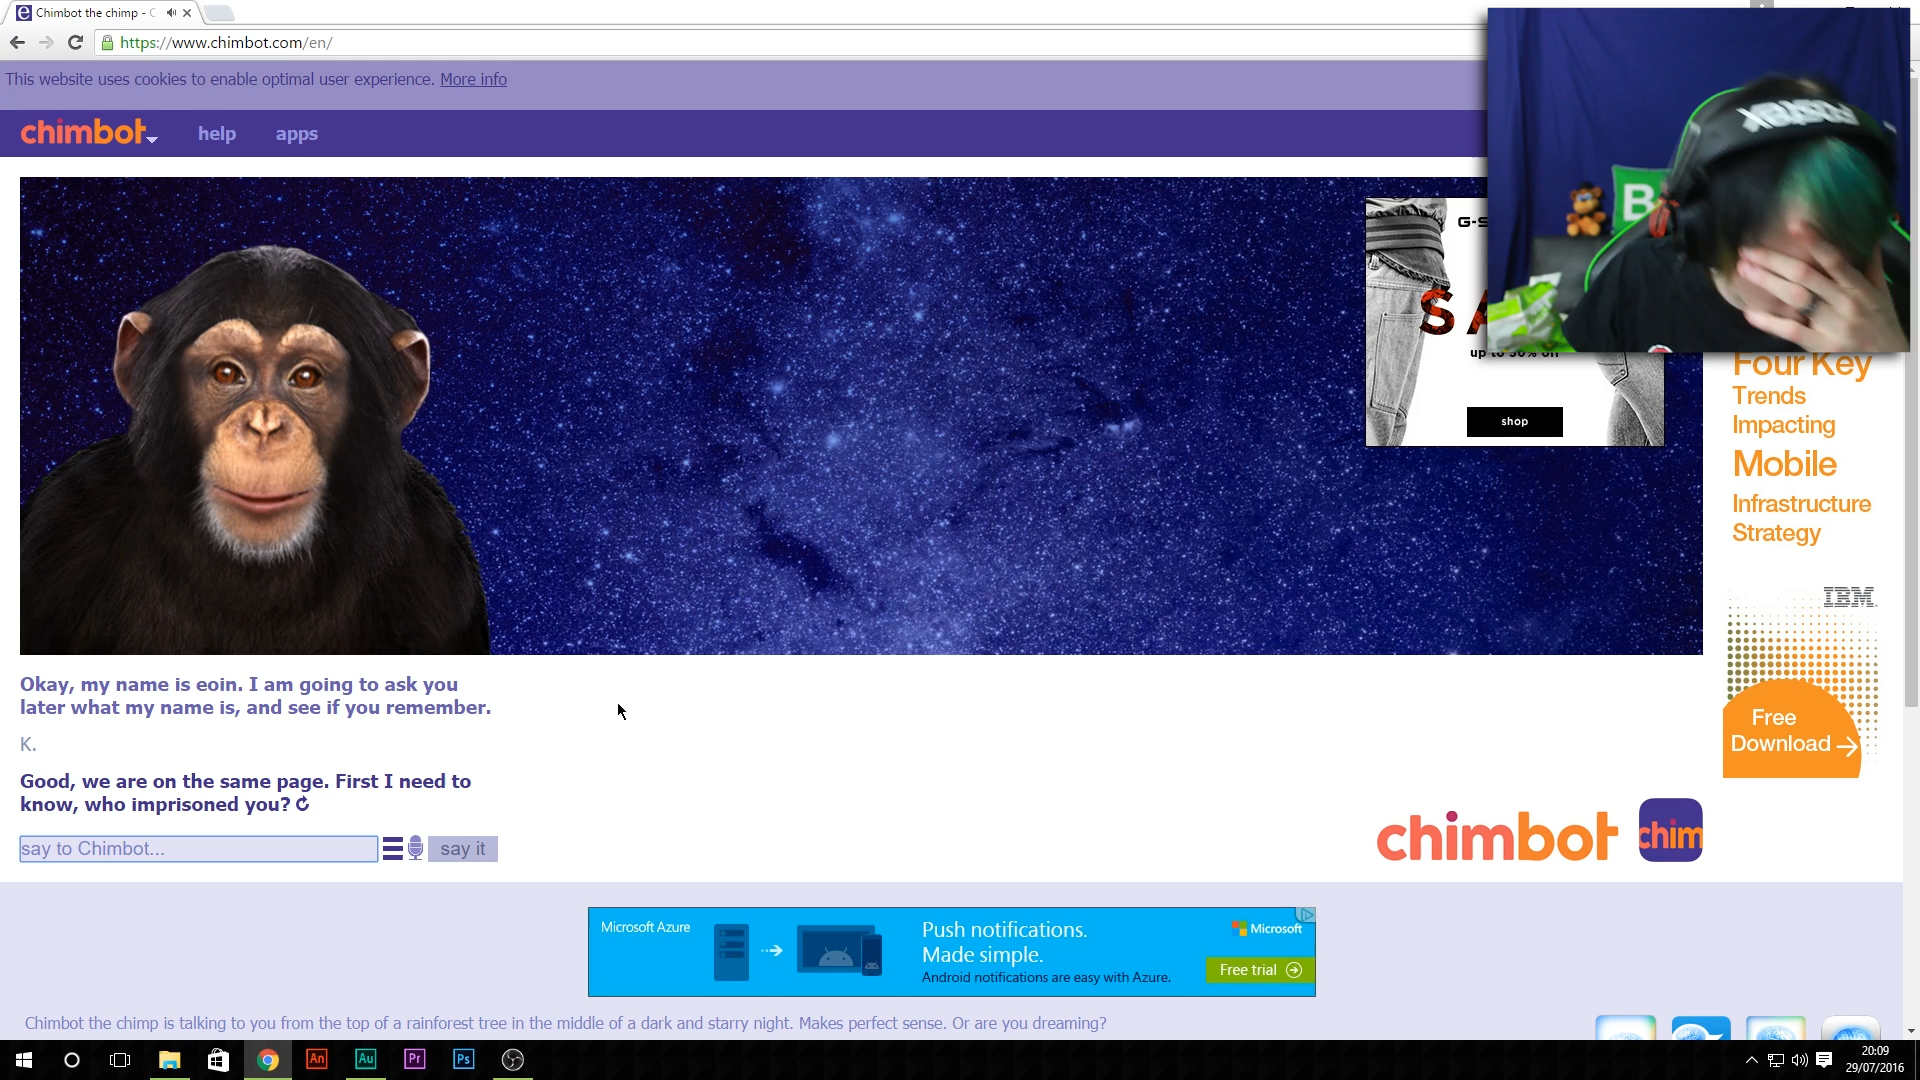 Chimbot the chimp - C
https://www.chimbot.com/en/
This website uses cookies to enable optimal user experience. More info
chimbot
help
apps
G-S
SA
up to 50% off
shop
Four Key
Trends
Impacting
Mobile
Infrastructure
Strategy
IBM
Free
Download
Okay, my name is eoin. I am going to ask you
later what my name is, and see if you remember.
K.
Good, we are on the same page. First I need to
know, who imprisoned you?
say to Chimbot...
say it
chimbot
chim
Microsoft Azure
Push notifications.
Made simple.
Android notifications are easy with Azure.
Microsoft
Free trial
Chimbot the chimp is talking to you from the top of a rainforest tree in the middle of a dark and starry night. Makes perfect sense. Or are you dreaming?
An
Au
Pr
Ps
20:09
29/07/2016